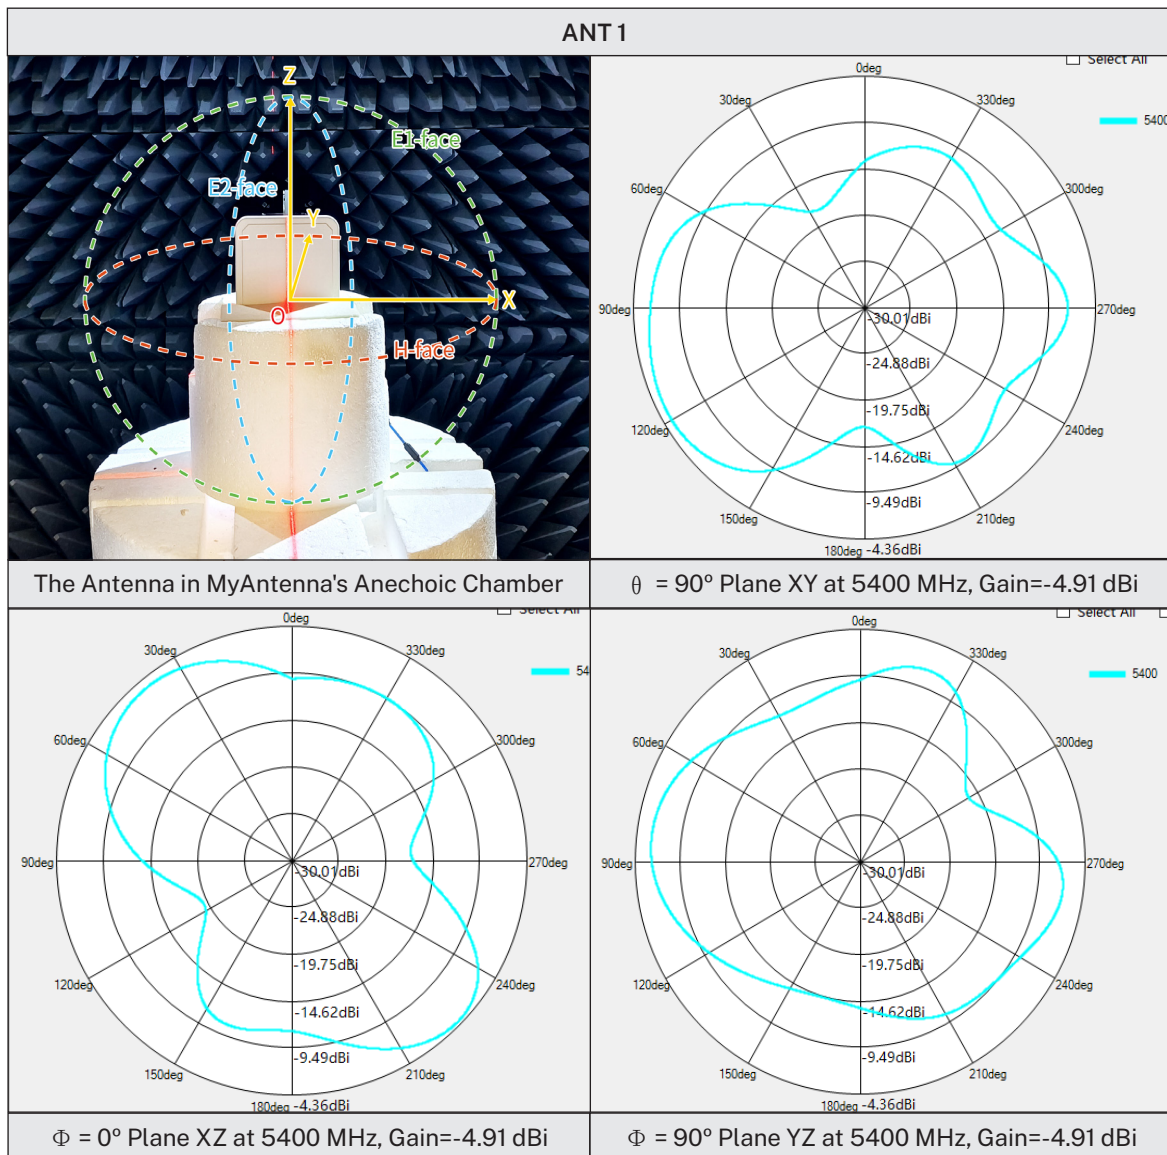 ANT 1
Z
E1-face
E2-face
Y
X
O
H-face
The Antenna in MyAntenna's Anechoic Chamber
Select All
5400
0deg
30deg
330deg
60deg
300deg
90deg
270deg
120deg
240deg
150deg
210deg
180deg
-30.01dBi
-24.88dBi
-19.75dBi
-14.62dBi
-9.49dBi
-4.36dBi
θ = 90º Plane XY at 5400 MHz, Gain=-4.91 dBi
Select All
54
0deg
30deg
330deg
60deg
300deg
90deg
270deg
120deg
240deg
150deg
210deg
180deg
-30.01dBi
-24.88dBi
-19.75dBi
-14.62dBi
-9.49dBi
-4.36dBi
Φ = 0º Plane XZ at 5400 MHz, Gain=-4.91 dBi
Select All
5400
0deg
30deg
330deg
60deg
300deg
90deg
270deg
120deg
240deg
150deg
210deg
180deg
-30.01dBi
-24.88dBi
-19.75dBi
-14.62dBi
-9.49dBi
-4.36dBi
Φ = 90º Plane YZ at 5400 MHz, Gain=-4.91 dBi